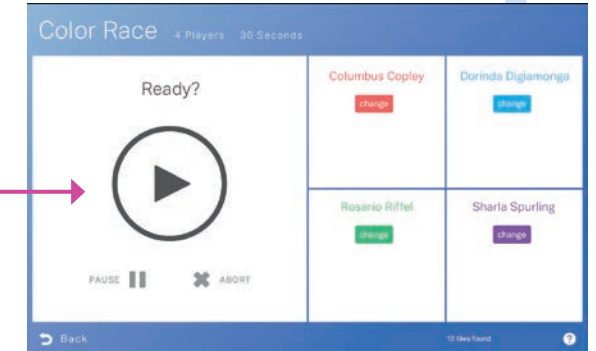 Color Race 4 Players 30 Seconds
Ready?
PAUSE ABORT
Columbus Copley
change
Dorinda Digiamonga
change
Rosario Riffel
change
Sharla Spurling
change
Back
10 tiles found
?